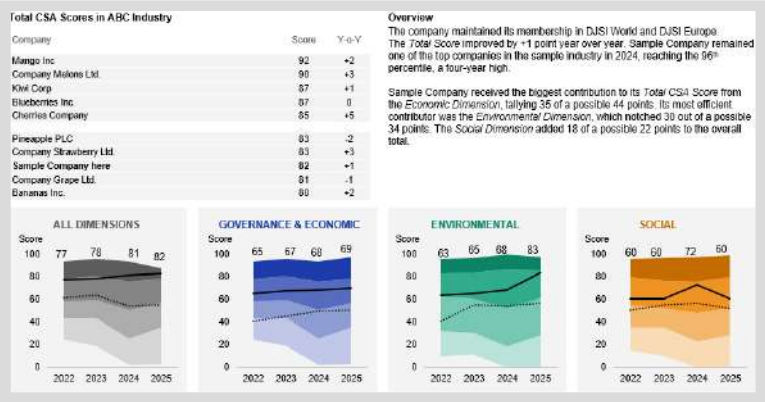 Total CSA Scores in ABC Industry
Company Score Y-o-Y
Mango Inc 92 +2
Company Melons Ltd. 90 +3
Kiwi Corp 87 +1
Blueberries Inc 87 0
Cherries Company 85 +5
Pineapple PLC 83 -2
Company Strawberry Ltd. 83 +3
Sample Company here 82 +1
Company Grape Ltd. 81 -1
Bananas Inc. 80 +2
Overview
The company maintained its membership in DJSI World and DJSI Europe.
The Total Score improved by +1 point year over year. Sample Company remained
one of the top companies in the sample industry in 2024, reaching the 96th
percentile, a four-year high.
Sample Company received the biggest contribution to its Total CSA Score from
the Economic Dimension, tallying 35 of a possible 44 points. Its most efficient
contributor was the Environmental Dimension, which notched 30 out of a possible
34 points. The Social Dimension added 18 of a possible 22 points to the overall
total.
ALL DIMENSIONS
Score
77 78 81 82
100
80
60
40
20
0
2022 2023 2024 2025
GOVERNANCE & ECONOMIC
Score
65 67 68 69
100
80
60
40
20
0
2022 2023 2024 2025
ENVIRONMENTAL
Score
63 65 68 83
100
80
60
40
20
0
2022 2023 2024 2025
SOCIAL
Score
60 60 72 60
100
80
60
40
20
0
2022 2023 2024 2025